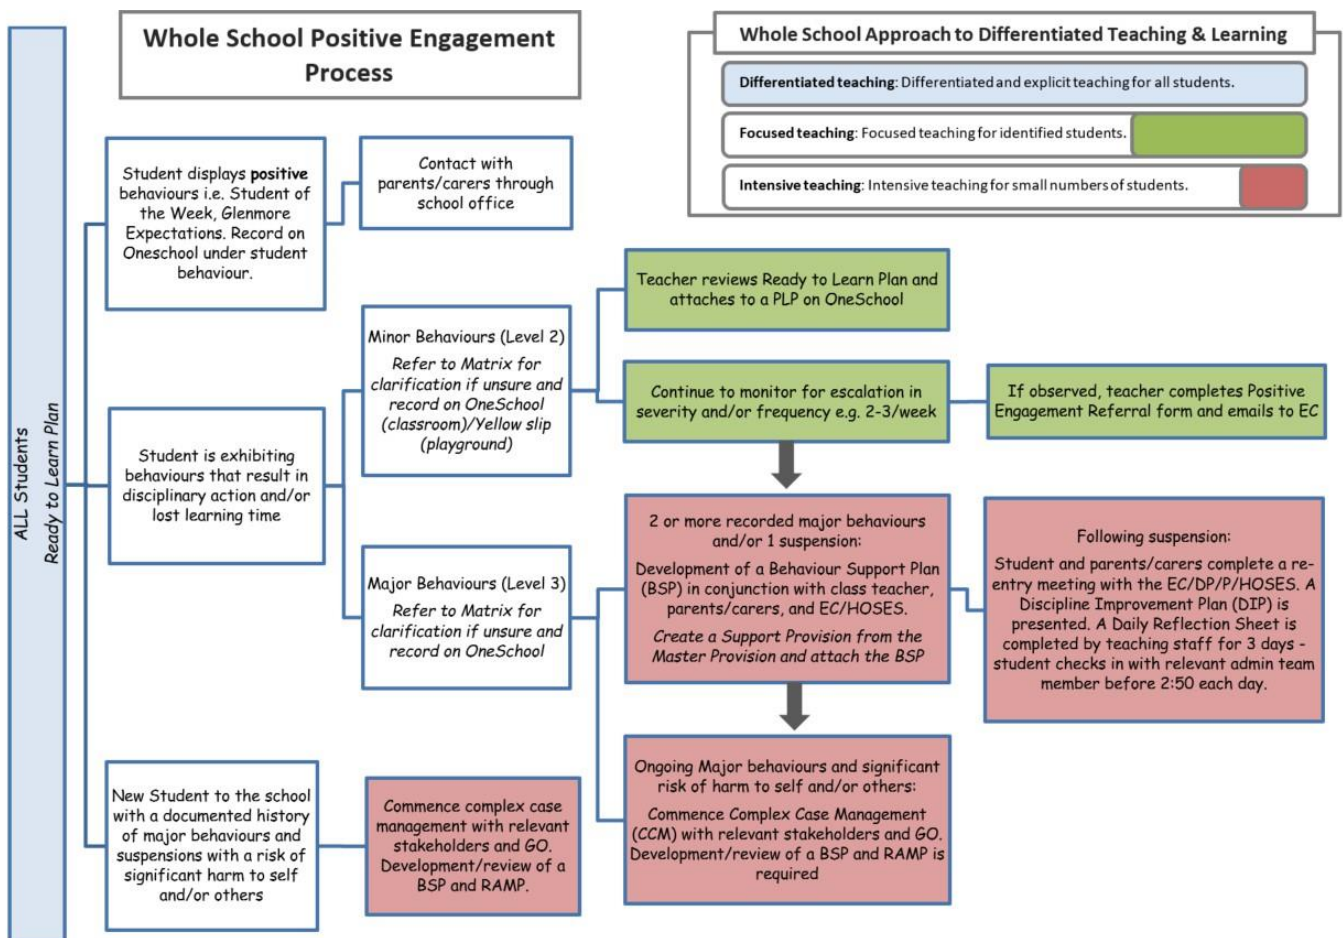 Whole School Positive Engagement
Process
Whole School Approach to Differentiated Teaching & Learning
Differentiated teaching: Differentiated and explicit teaching for all students.
Focused teaching: Focused teaching for identified students.
Intensive teaching: Intensive teaching for small numbers of students.
ALL Students
Ready to Learn Plan
Student displays positive
behaviours i.e. Student of
the Week, Glenmore
Expectations. Record on
Oneschool under student
behaviour.
Contact with
parents/carers through
school office
Student is exhibiting
behaviours that result in
disciplinary action and/or
lost learning time
Minor Behaviours (Level 2)
Refer to Matrix for
clarification if unsure and
record on OneSchool
(classroom)/Yellow slip
(playground)
Teacher reviews Ready to Learn Plan and
attaches to a PLP on OneSchool
Continue to monitor for escalation in
severity and/or frequency e.g. 2-3/week
If observed, teacher completes Positive
Engagement Referral form and emails to EC
Major Behaviours (Level 3)
Refer to Matrix for
clarification if unsure and
record on OneSchool
2 or more recorded major behaviours
and/or 1 suspension:
Development of a Behaviour Support Plan
(BSP) in conjunction with class teacher,
parents/carers, and EC/HOSES.
Create a Support Provision from the
Master Provision and attach the BSP
Following suspension:
Student and parents/carers complete a re-
entry meeting with the EC/DP/P/HOSES. A
Discipline Improvement Plan (DIP) is
presented. A Daily Reflection Sheet is
completed by teaching staff for 3 days -
student checks in with relevant admin team
member before 2:50 each day.
Ongoing Major behaviours and significant
risk of harm to self and/or others:
Commence Complex Case Management
(CCM) with relevant stakeholders and GO.
Development/review of a BSP and RAMP is
required
New Student to the school
with a documented history
of major behaviours and
suspensions with a risk of
significant harm to self
and/or others
Commence complex case
management with relevant
stakeholders and GO.
Development/review of a
BSP and RAMP.